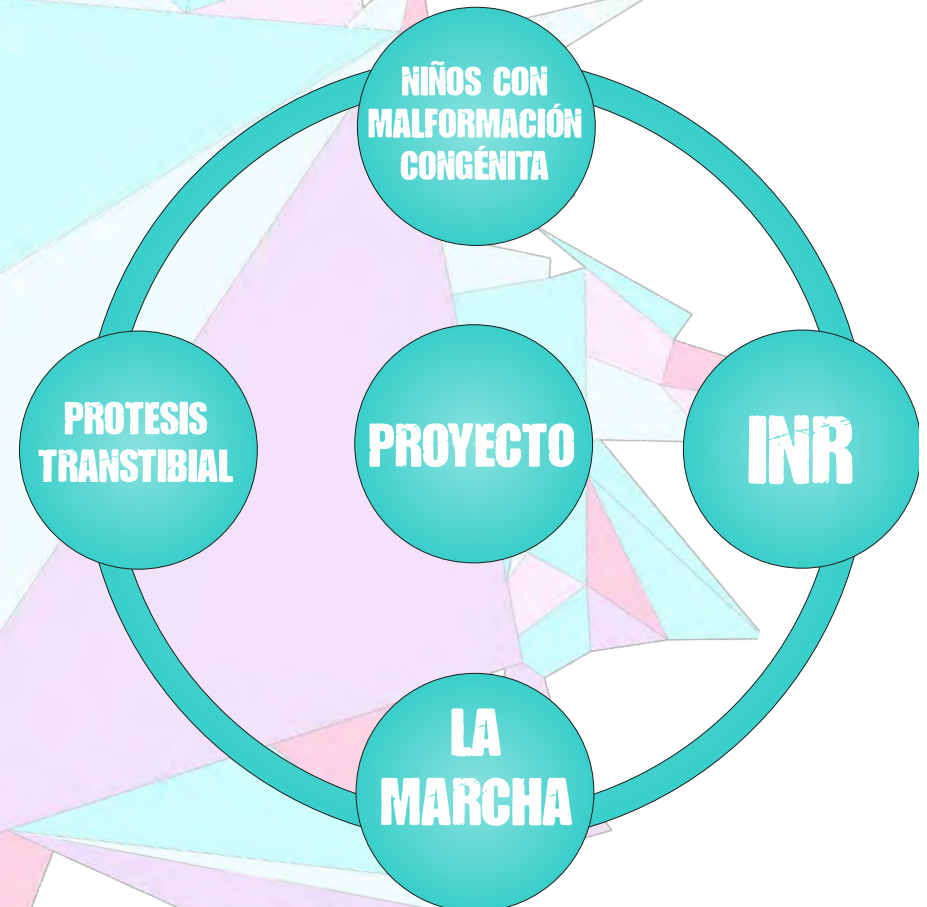 NIÑOS CON
MALFORMACIÓN
CONGÉNITA
PROTESIS
TRANSTIBIAL
PROYECTO
INR
LA
MARCHA